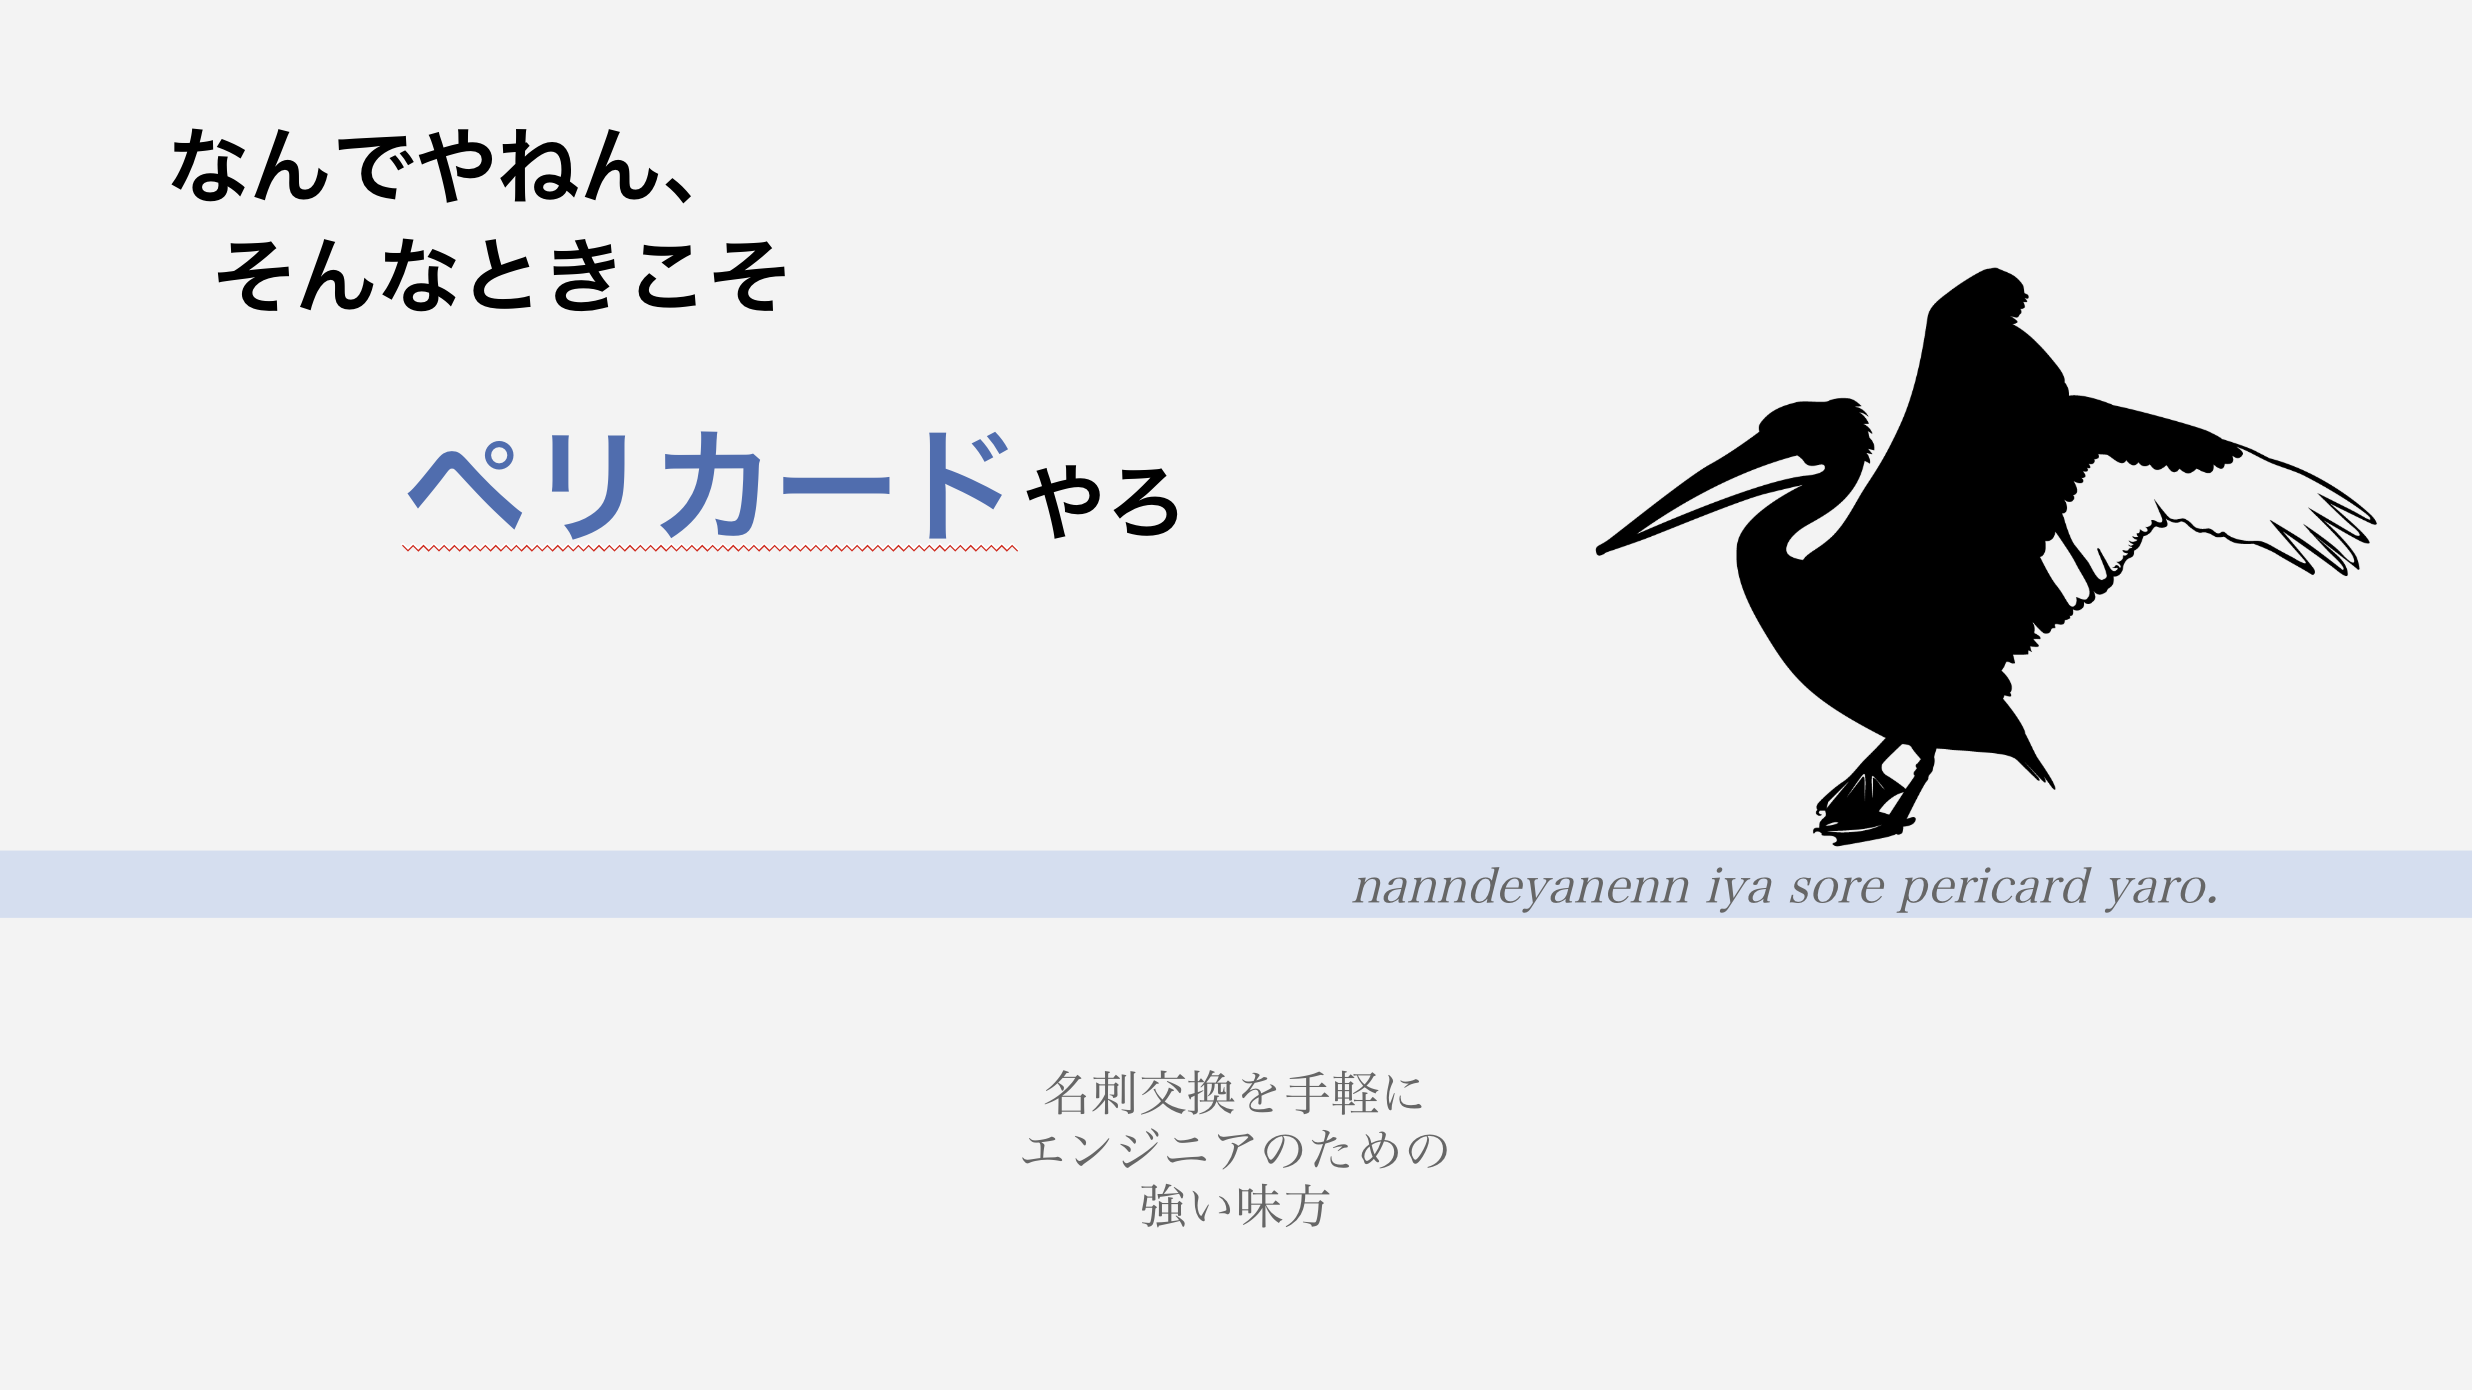 なんでやねん、
そんなときこそ
ペリカードやろ
nanndeyanenn iya sore pericard yaro.
名刺交換を手軽に
エンジニアのための
強い味方